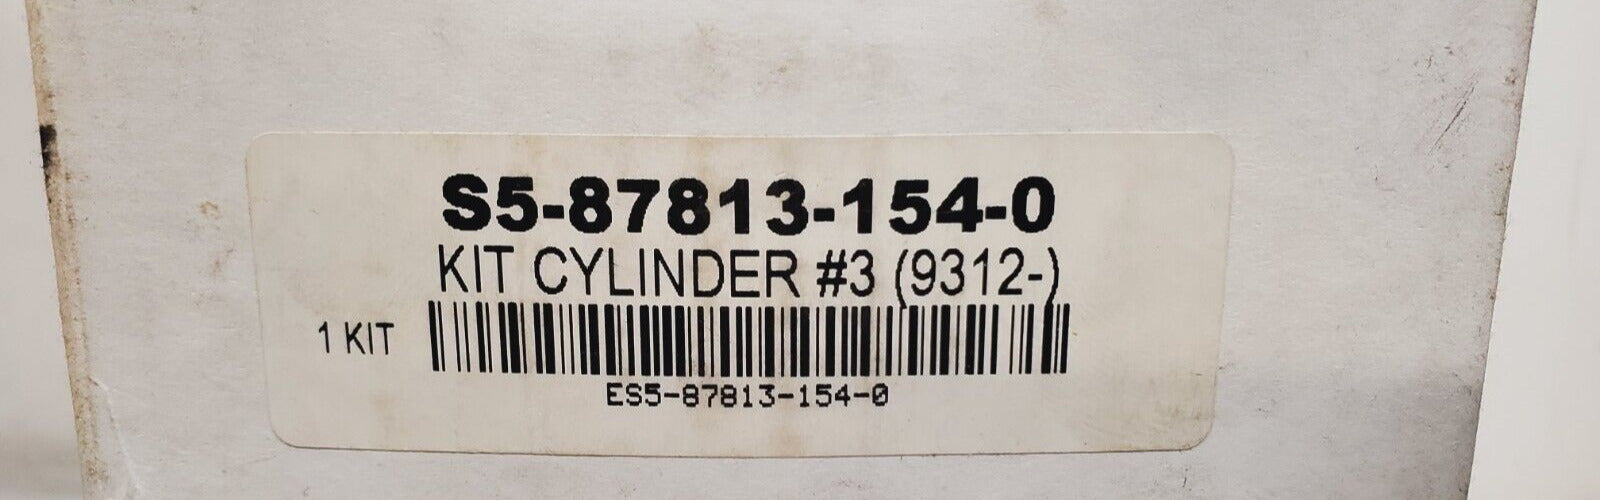 S5-87813-154-0
KIT CYLINDER #3 (9312-)
1 KIT
ES5-87813-154-0